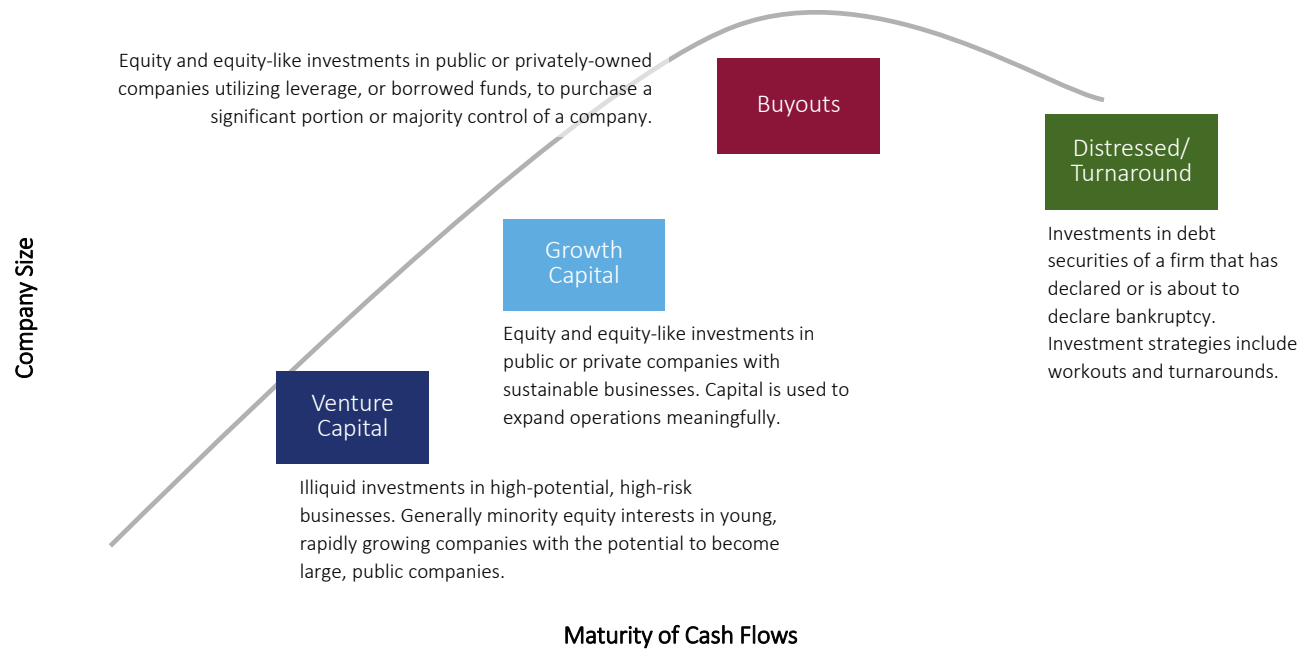 Equity and equity-like investments in public or privately-owned
companies utilizing leverage, or borrowed funds, to purchase a
significant portion or majority control of a company.
Buyouts
Distressed/
Turnaround
Investments in debt
securities of a firm that has
declared or is about to
declare bankruptcy.
Investment strategies include
workouts and turnarounds.
Growth
Capital
Equity and equity-like investments in
public or private companies with
sustainable businesses. Capital is used to
expand operations meaningfully.
Company Size
Venture
Capital
Illiquid investments in high-potential, high-risk
businesses. Generally minority equity interests in young,
rapidly growing companies with the potential to become
large, public companies.
Maturity of Cash Flows